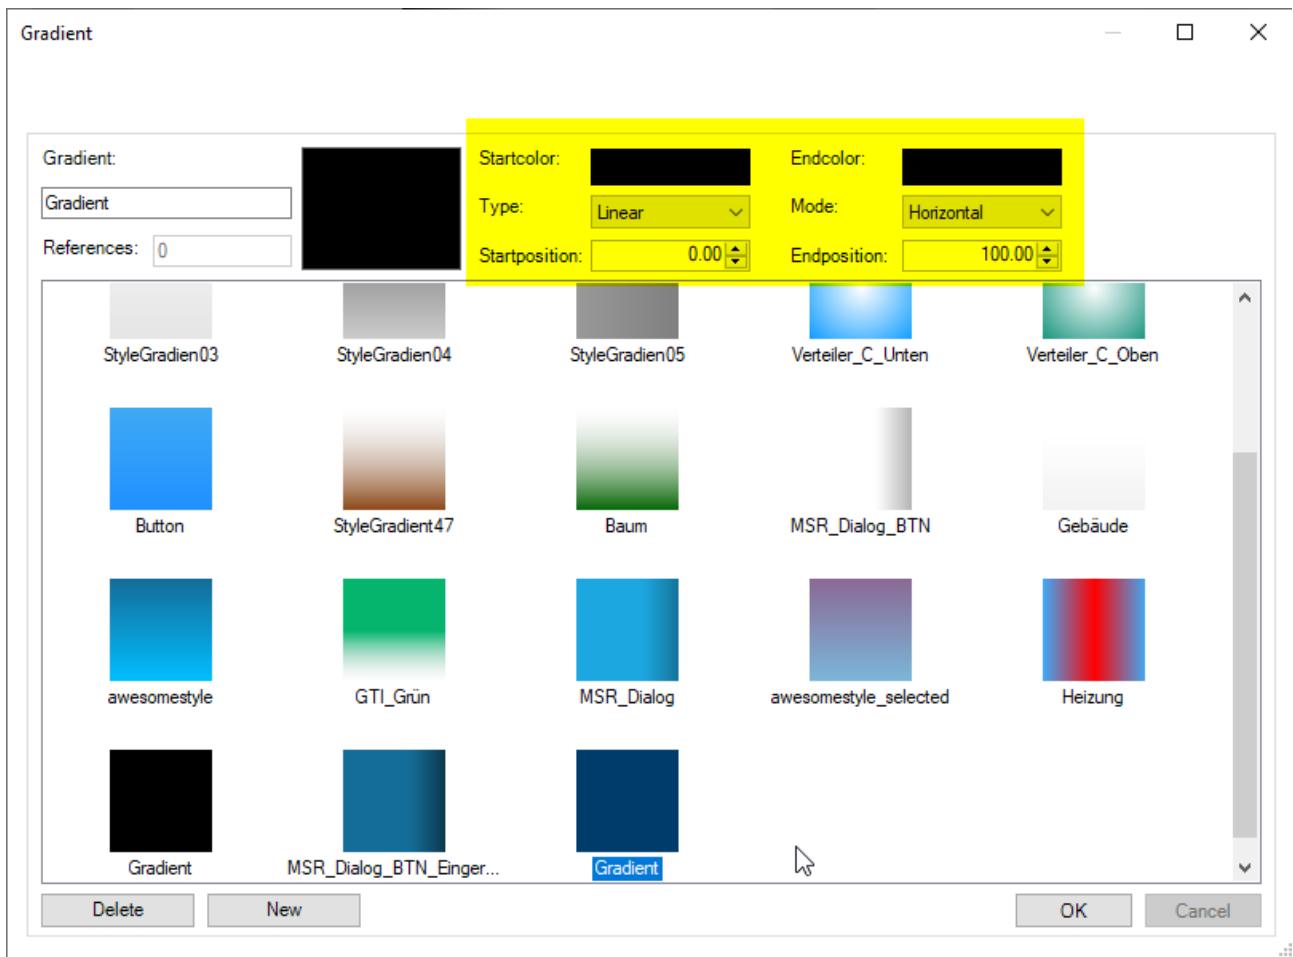 Gradient
Gradient:
Startcolor:
Endcolor:
Gradient
Type:
Linear
Mode:
Horizontal
References:
0
Startposition:
0.00
Endposition:
100.00
StyleGradien03
StyleGradien04
StyleGradien05
Verteiler_C_Unten
Verteiler_C_Oben
Button
StyleGradient47
Baum
MSR_Dialog_BTN
Gebäude
awesomestyle
GTI_Grün
MSR_Dialog
awesomestyle_selected
Heizung
Gradient
MSR_Dialog_BTN_Einger...
Gradient
Delete
New
OK
Cancel